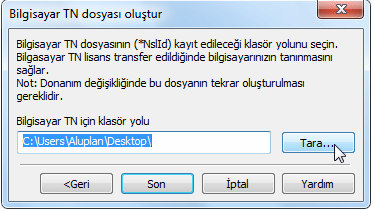 Bilgisayar TN dosyası oluştur
Bilgisayar TN dosyasının (*NslId) kayıt edileceği klasör yolunu seçin.
Bilgasayar TN lisans transfer edildiğinde bilgisayarınızın tanınmasını
sağlar.
Not: Donanım değişikliğinde bu dosyanın tekrar oluşturulması
gereklidir.
Bilgisayar TN için klasör yolu
C:\Users\Aluplan\Desktop\
Tara...
<Geri
Son
İptal
Yardım